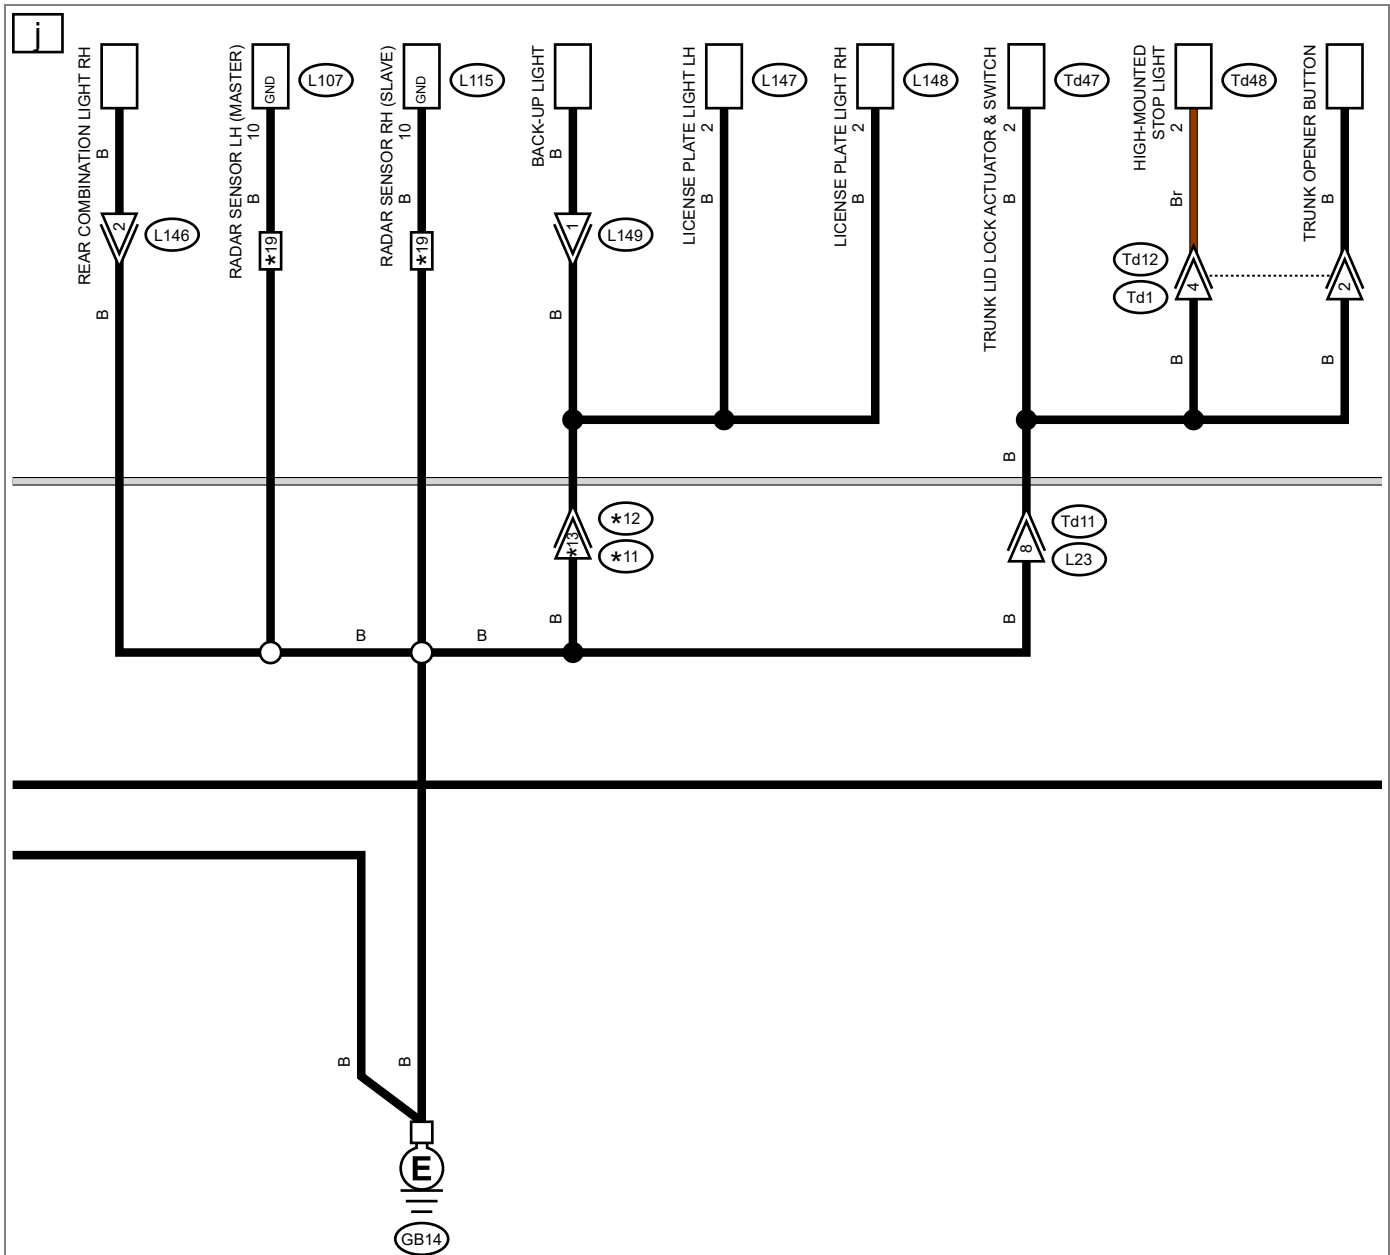 j
REAR COMBINATION LIGHT RH
B
2
L146
B
RADAR SENSOR LH (MASTER)
GND
10
L107
B
*19
RADAR SENSOR RH (SLAVE)
GND
10
L115
B
*19
BACK-UP LIGHT
B
1
L149
B
LICENSE PLATE LIGHT LH
2
L147
B
LICENSE PLATE LIGHT RH
2
L148
B
TRUNK LID LOCK ACTUATOR & SWITCH
2
Td47
B
HIGH-MOUNTED
STOP LIGHT
2
Td48
Br
Td12
Td1
4
B
TRUNK OPENER BUTTON
B
2
B
B
*13
*12
*11
B
8
Td11
L23
B
B
B
B
B
E
GB14